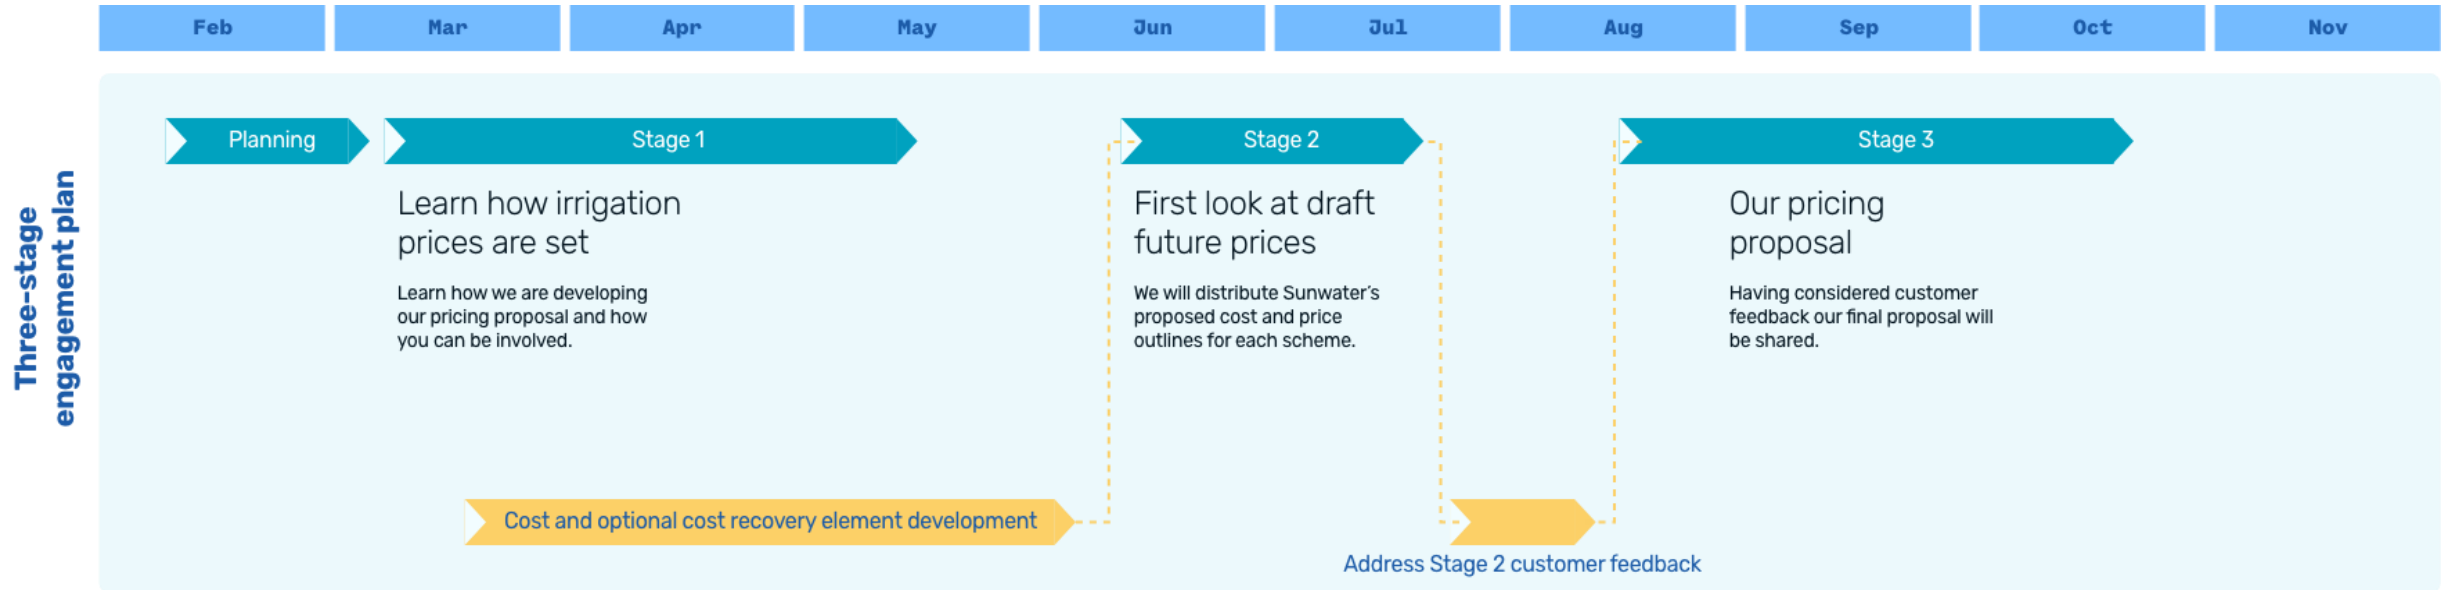 Feb
Mar
Apr
May
Jun
Jul
Aug
Sep
Oct
Nov
Three-stage
engagement plan
Planning
Stage 1
Learn how irrigation
prices are set
Learn how we are developing
our pricing proposal and how
you can be involved.
Stage 2
First look at draft
future prices
We will distribute Sunwater's
proposed cost and price
outlines for each scheme.
Stage 3
Our pricing
proposal
Having considered customer
feedback our final proposal will
be shared.
Cost and optional cost recovery element development
Address Stage 2 customer feedback